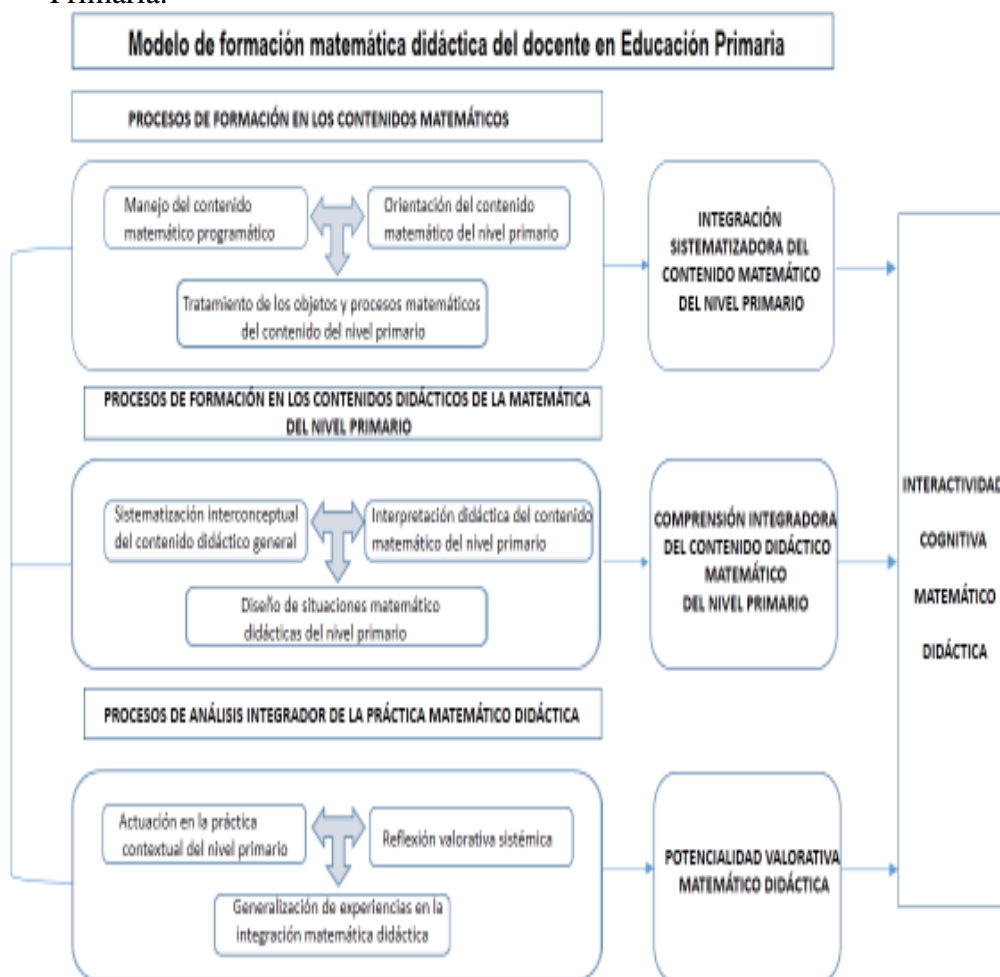 Primaria.
Modelo de formación matemática didáctica del docente en Educación Primaria
PROCESOS DE FORMACIÓN EN LOS CONTENIDOS MATEMÁTICOS
Manejo del contenido
matemático programático
Orientación del contenido
matemático del nivel primario
Tratamiento de los objetos y procesos matemáticos
del contenido del nivel primario
INTEGRACIÓN
SISTEMATIZADORA DEL
CONTENIDO MATEMÁTICO
DEL NIVEL PRIMARIO
PROCESOS DE FORMACIÓN EN LOS CONTENIDOS DIDÁCTICOS DE LA MATEMÁTICA
DEL NIVEL PRIMARIO
Sistematización interconceptual
del contenido didáctico general
Interpretación didáctica del contenido
matemático del nivel primario
Diseño de situaciones matemático
didácticas del nivel primario
COMPRENSIÓN INTEGRADORA
DEL CONTENIDO DIDÁCTICO
MATEMÁTICO
DEL NIVEL PRIMARIO
PROCESOS DE ANÁLISIS INTEGRADOR DE LA PRÁCTICA MATEMÁTICO DIDÁCTICA
Actuación en la práctica
contextual del nivel primario
Reflexión valorativa sistémica
Generalización de experiencias en la
integración matemática didáctica
POTENCIALIDAD VALORATIVA
MATEMÁTICO DIDÁCTICA
INTERACTIVIDAD
COGNITIVA
MATEMÁTICO
DIDÁCTICA